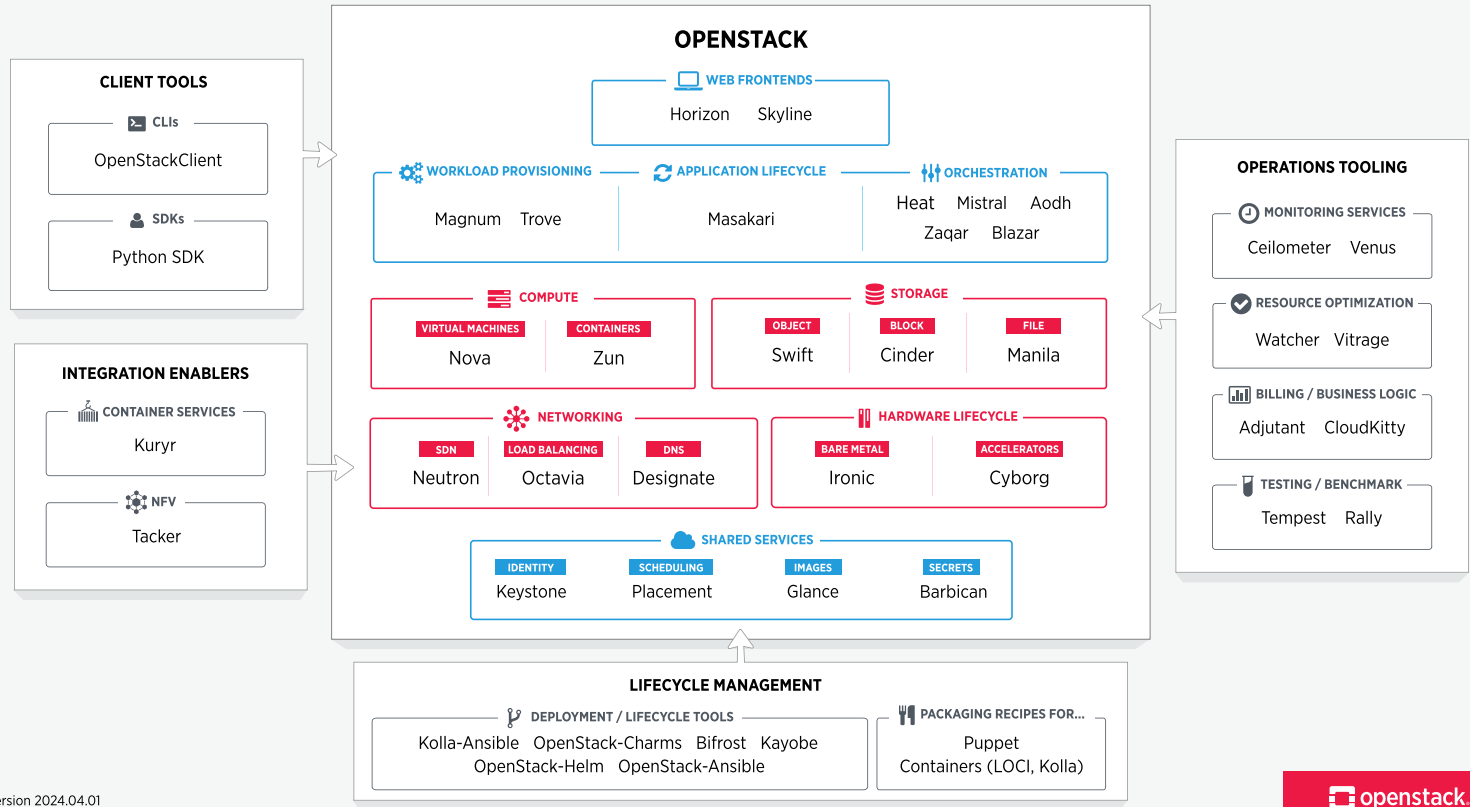 OPENSTACK
WEB FRONTENDS
Horizon Skyline
WORKLOAD PROVISIONING
Magnum Trove
APPLICATION LIFECYCLE
Masakari
ORCHESTRATION
Heat Mistral Aodh
Zaqar Blazar
COMPUTE
VIRTUAL MACHINES
Nova
CONTAINERS
Zun
STORAGE
OBJECT
Swift
BLOCK
Cinder
FILE
Manila
NETWORKING
SDN
Neutron
LOAD BALANCING
Octavia
DNS
Designate
HARDWARE LIFECYCLE
BARE METAL
Ironic
ACCELERATORS
Cyborg
SHARED SERVICES
IDENTITY
Keystone
SCHEDULING
Placement
IMAGES
Glance
SECRETS
Barbican
CLIENT TOOLS
CLIs
OpenStackClient
SDKs
Python SDK
INTEGRATION ENABLERS
CONTAINER SERVICES
Kuryr
NFV
Tacker
OPERATIONS TOOLING
MONITORING SERVICES
Ceilometer Venus
RESOURCE OPTIMIZATION
Watcher Vitrage
BILLING / BUSINESS LOGIC
Adjutant CloudKitty
TESTING / BENCHMARK
Tempest Rally
LIFECYCLE MANAGEMENT
DEPLOYMENT / LIFECYCLE TOOLS
Kolla-Ansible OpenStack-Charms Bifrost Kayobe
OpenStack-Helm OpenStack-Ansible
PACKAGING RECIPES FOR...
Puppet
Containers (LOCI, Kolla)
ersion 2024.04.01
openstack.